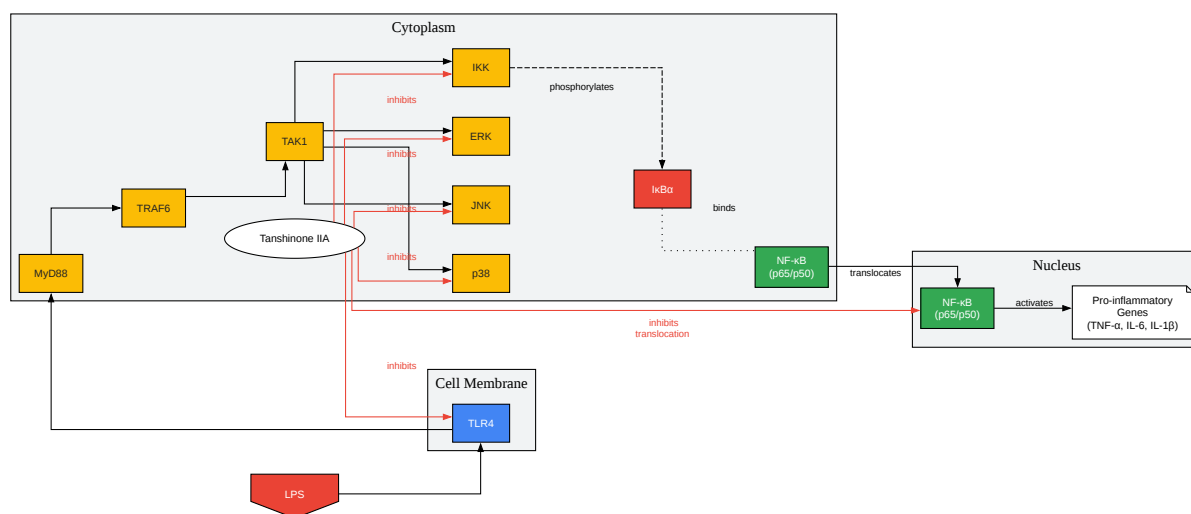 Cytoplasm
IKK
phosphorylates
inhibits
TAK1
ERK
inhibits
IκBα
TRAF6
JNK
inhibits
binds
Tanshinone IIA
inhibits
MyD88
p38
NF-κB
(p65/p50)
translocates
Nucleus
NF-κB
(p65/p50)
activates
Pro-inflammatory
Genes
(TNF-α, IL-6, IL-1β)
inhibits
translocation
inhibits
Cell Membrane
TLR4
LPS